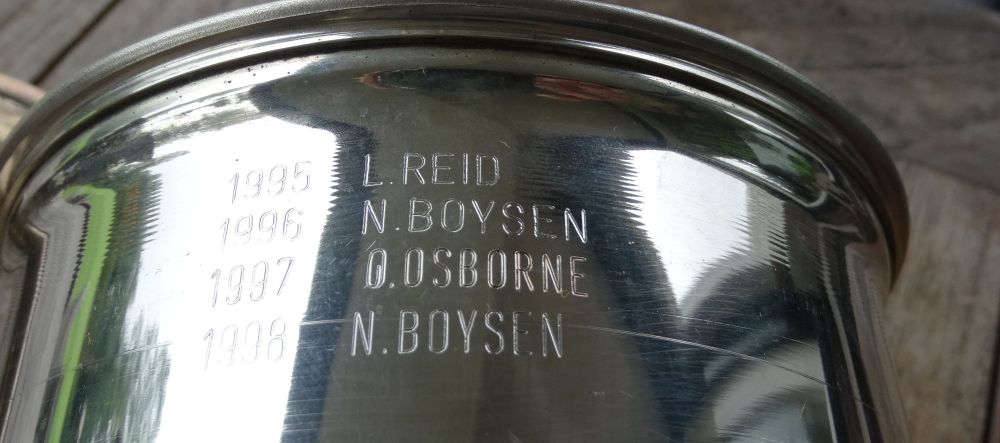 1995 L.REID
1996 N.BOYSEN
1997 O.OSBORNE
1998 N.BOYSEN